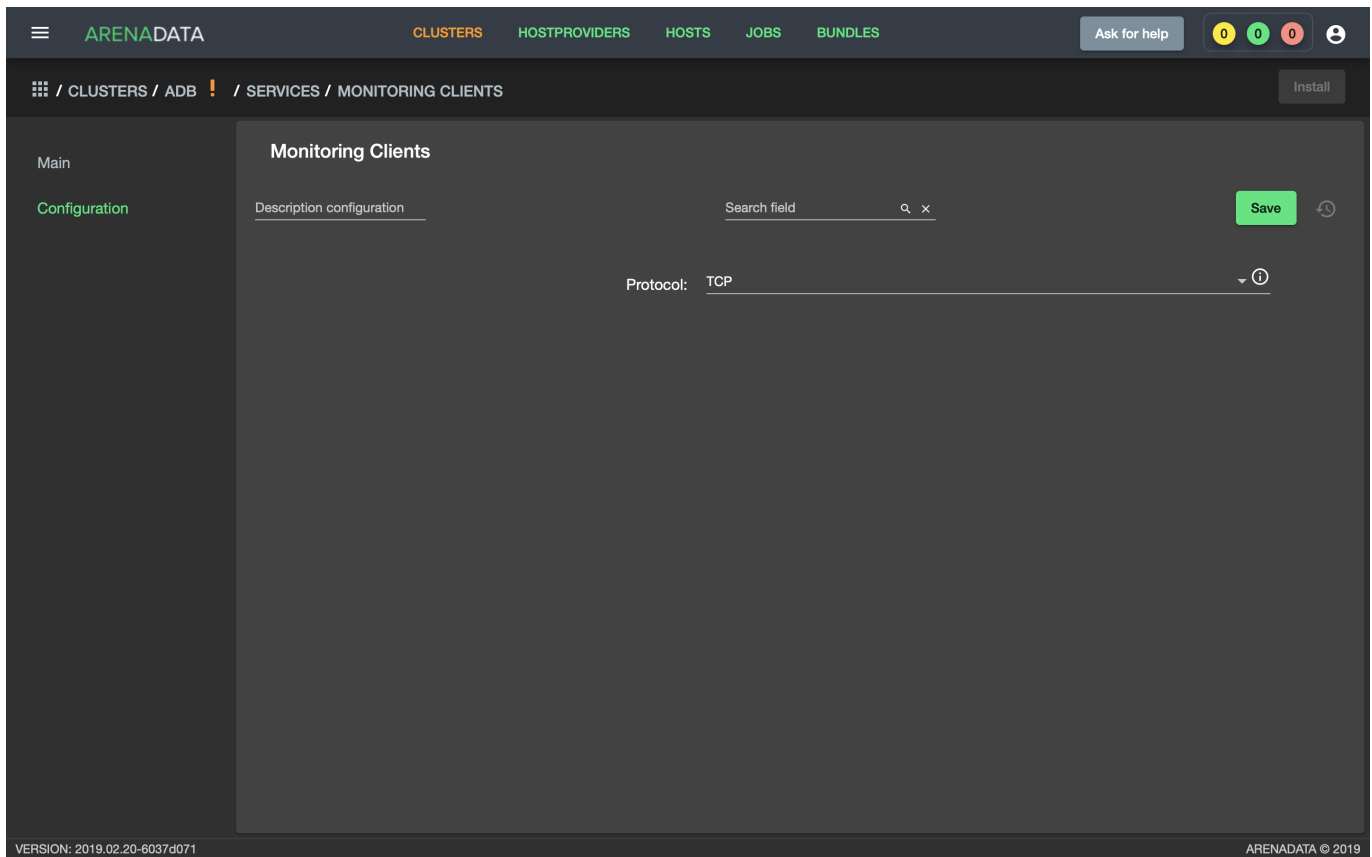 ARENADATA CLUSTERS HOSTPROVIDERS HOSTS JOBS BUNDLES Ask for help 0 0 0
/ CLUSTERS / ADB ! / SERVICES / MONITORING CLIENTS Install
Main
Configuration
Monitoring Clients
Description configuration Search field Save
Protocol: TCP
VERSION: 2019.02.20-6037d071 ARENADATA © 2019